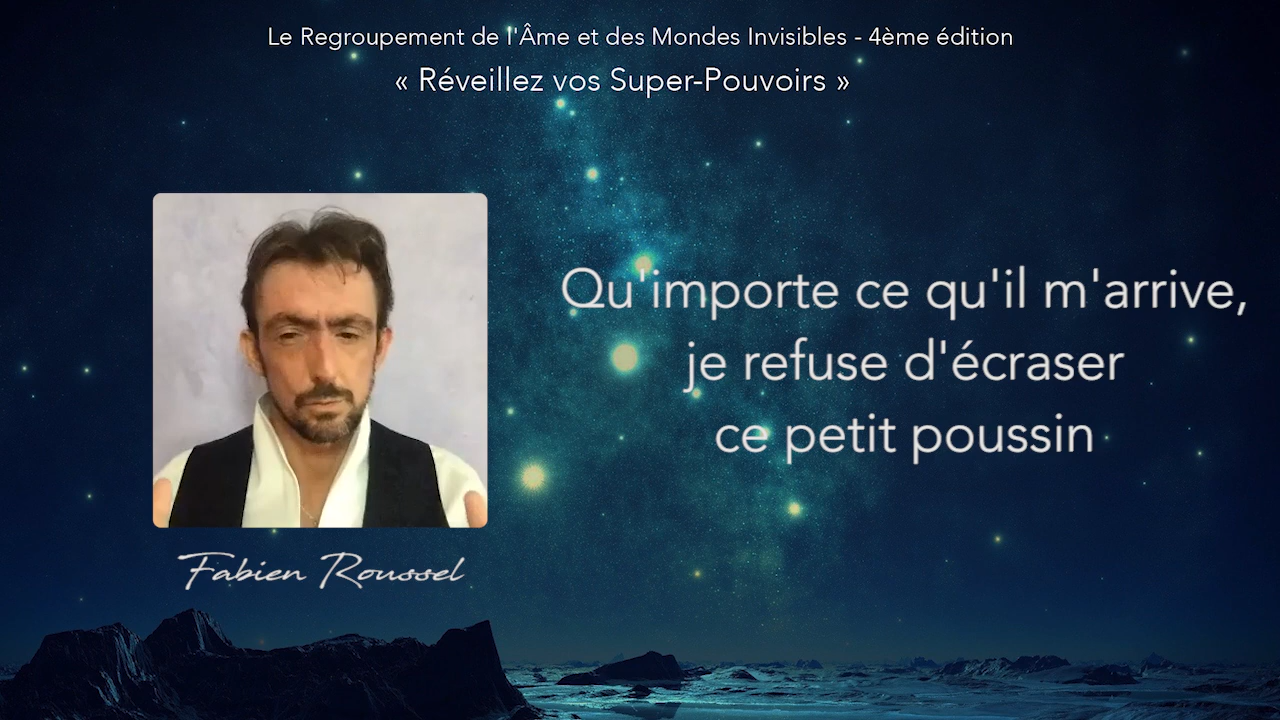 Le Regroupement de l'Âme et des Mondes Invisibles - 4ème édition
« Réveillez vos Super-Pouvoirs »
Qu'importe ce qu'il m'arrive,
je refuse d'écraser
ce petit poussin
Fabien Roussel